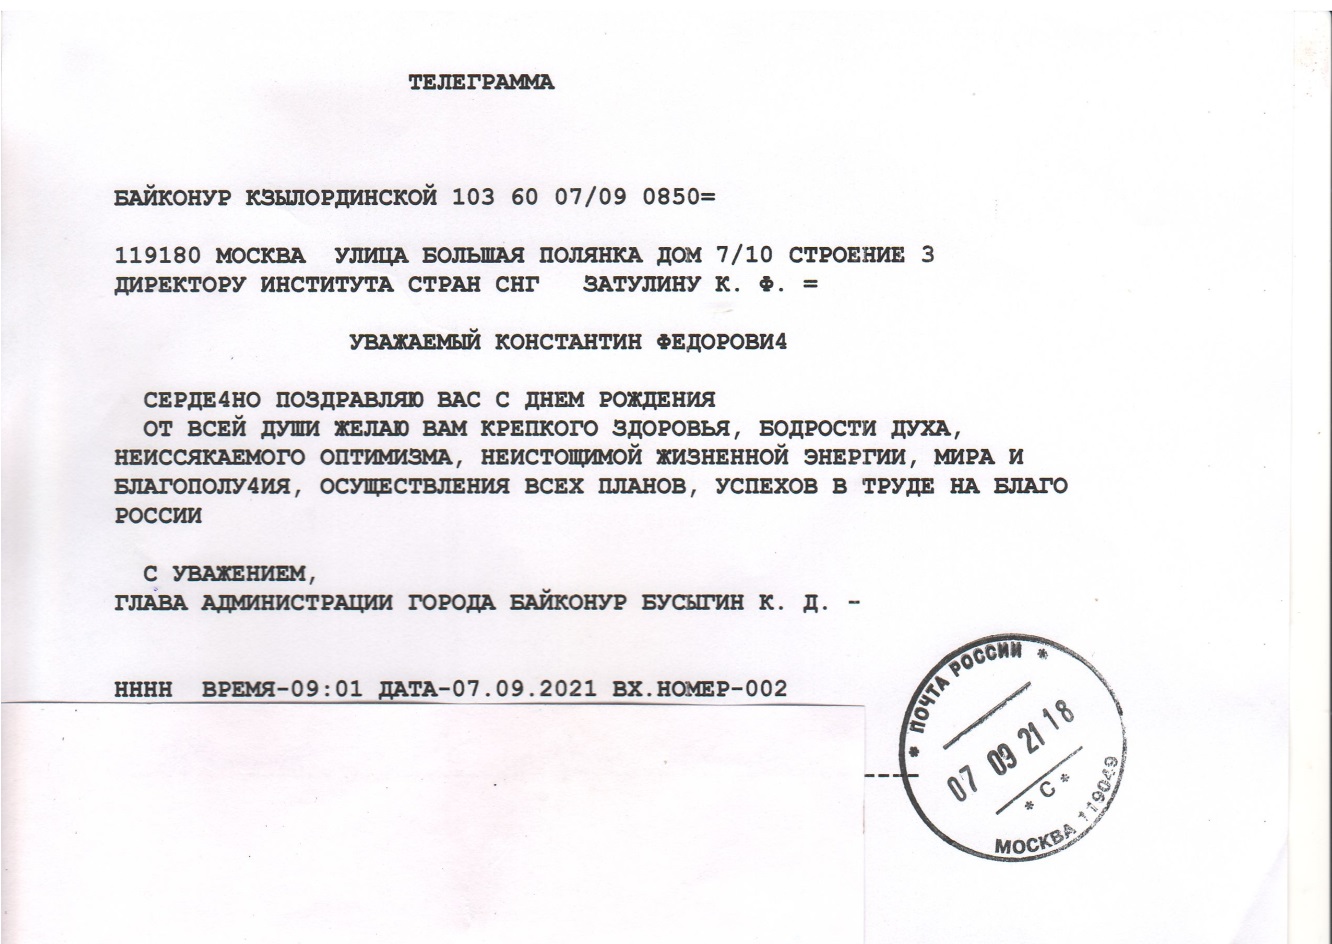 ТЕЛЕГРАММА
БАЙКОНУР КЗЫЛОРДИНСКОЙ 103 60 07/09 0850=
119180 МОСКВА УЛИЦА БОЛЬШАЯ ПОЛЯНКА ДОМ 7/10 СТРОЕНИЕ 3
ДИРЕКТОРУ ИНСТИТУТА СТРАН СНГ ЗАТУЛИНУ К. Ф. =
УВАЖАЕМЫЙ КОНСТАНТИН ФЕДОРОВИ4
СЕРДЕ4НО ПОЗДРАВЛЯЮ ВАС С ДНЕМ РОЖДЕНИЯ
ОТ ВСЕЙ ДУШИ ЖЕЛАЮ ВАМ КРЕПКОГО ЗДОРОВЬЯ, БОДРОСТИ ДУХА,
НЕИССЯКАЕМОГО ОПТИМИЗМА, НЕИСТОЩИМОЙ ЖИЗНЕННОЙ ЭНЕРГИИ, МИРА И
БЛАГОПОЛУ4ИЯ, ОСУЩЕСТВЛЕНИЯ ВСЕХ ПЛАНОВ, УСПЕХОВ В ТРУДЕ НА БЛАГО
РОССИИ
С УВАЖЕНИЕМ,
ГЛАВА АДМИНИСТРАЦИИ ГОРОДА БАЙКОНУР БУСЫГИН К. Д. -
НННН ВРЕМЯ-09:01 ДАТА-07.09.2021 ВХ.НОМЕР-002
----
* ПОЧТА РОССИИ *
07 09 21 18
* С *
МОСКВА 119049